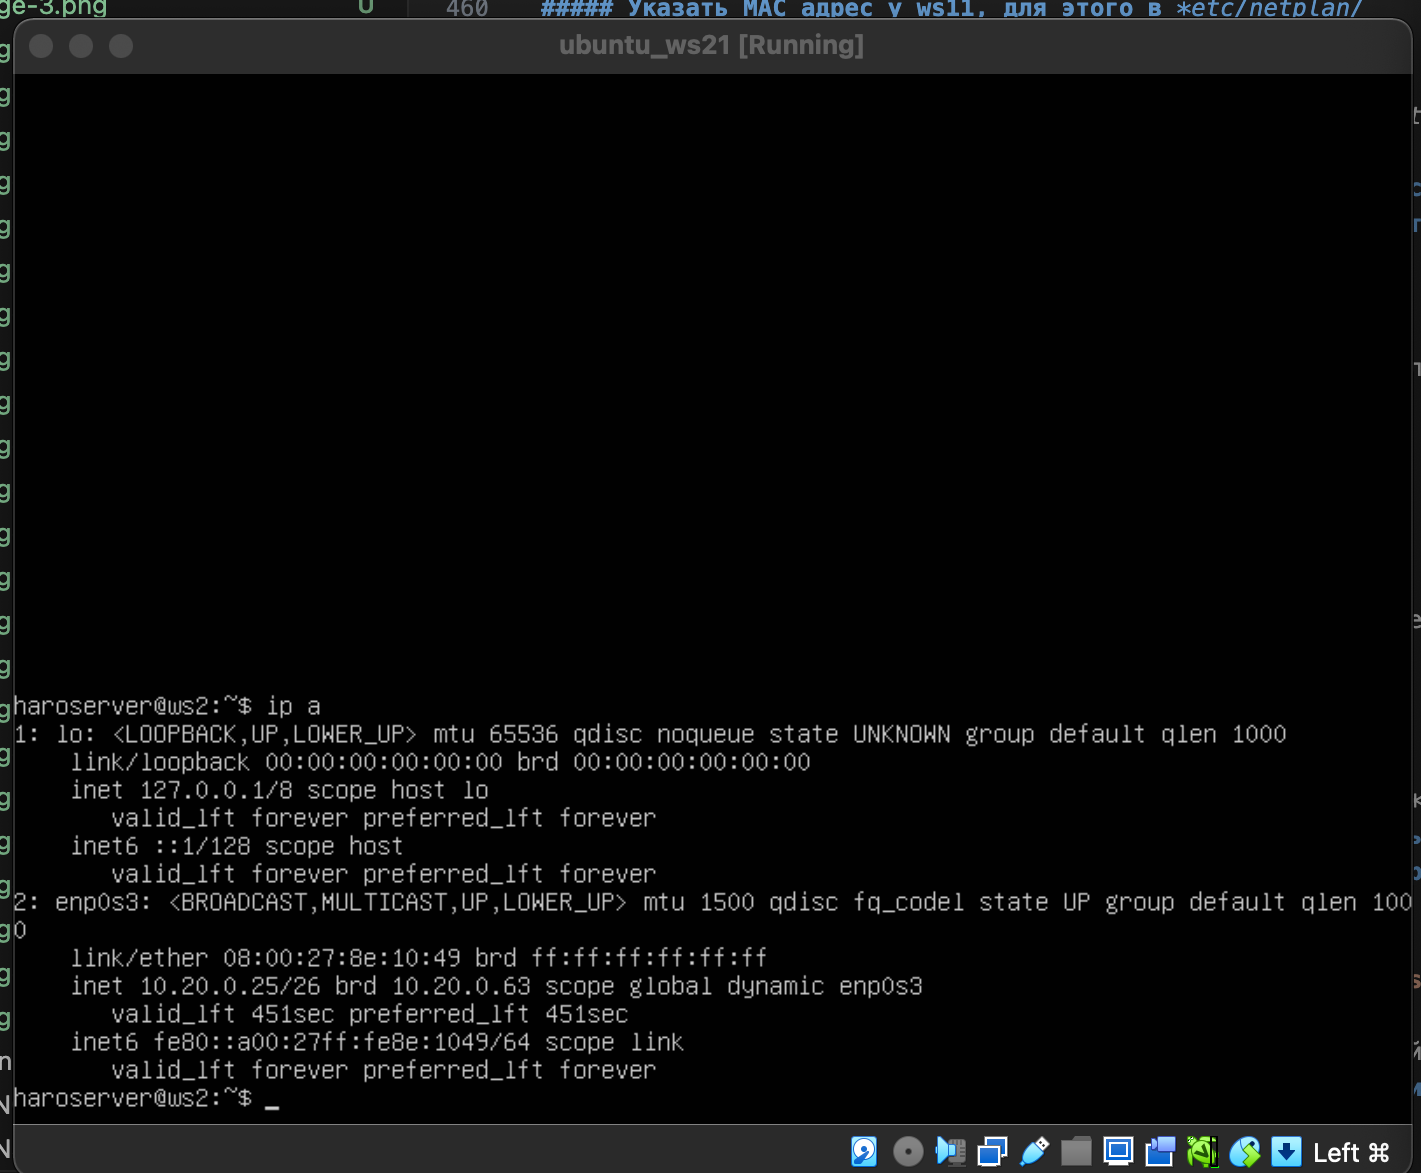 ge-3.png U 460 ##### Указать MAC адрес у ws11, для этого в *etc/netplan/
ubuntu_ws21 [Running]
haroserver@ws2:~$ ip a
1: lo: <LOOPBACK,UP,LOWER_UP> mtu 65536 qdisc noqueue state UNKNOWN group default qlen 1000
    link/loopback 00:00:00:00:00:00 brd 00:00:00:00:00:00
    inet 127.0.0.1/8 scope host lo
       valid_lft forever preferred_lft forever
    inet6 ::1/128 scope host
       valid_lft forever preferred_lft forever
2: enp0s3: <BROADCAST,MULTICAST,UP,LOWER_UP> mtu 1500 qdisc fq_codel state UP group default qlen 100
0
    link/ether 08:00:27:8e:10:49 brd ff:ff:ff:ff:ff:ff
    inet 10.20.0.25/26 brd 10.20.0.63 scope global dynamic enp0s3
       valid_lft 451sec preferred_lft 451sec
    inet6 fe80::a00:27ff:fe8e:1049/64 scope link
       valid_lft forever preferred_lft forever
haroserver@ws2:~$ _
Left ⌘